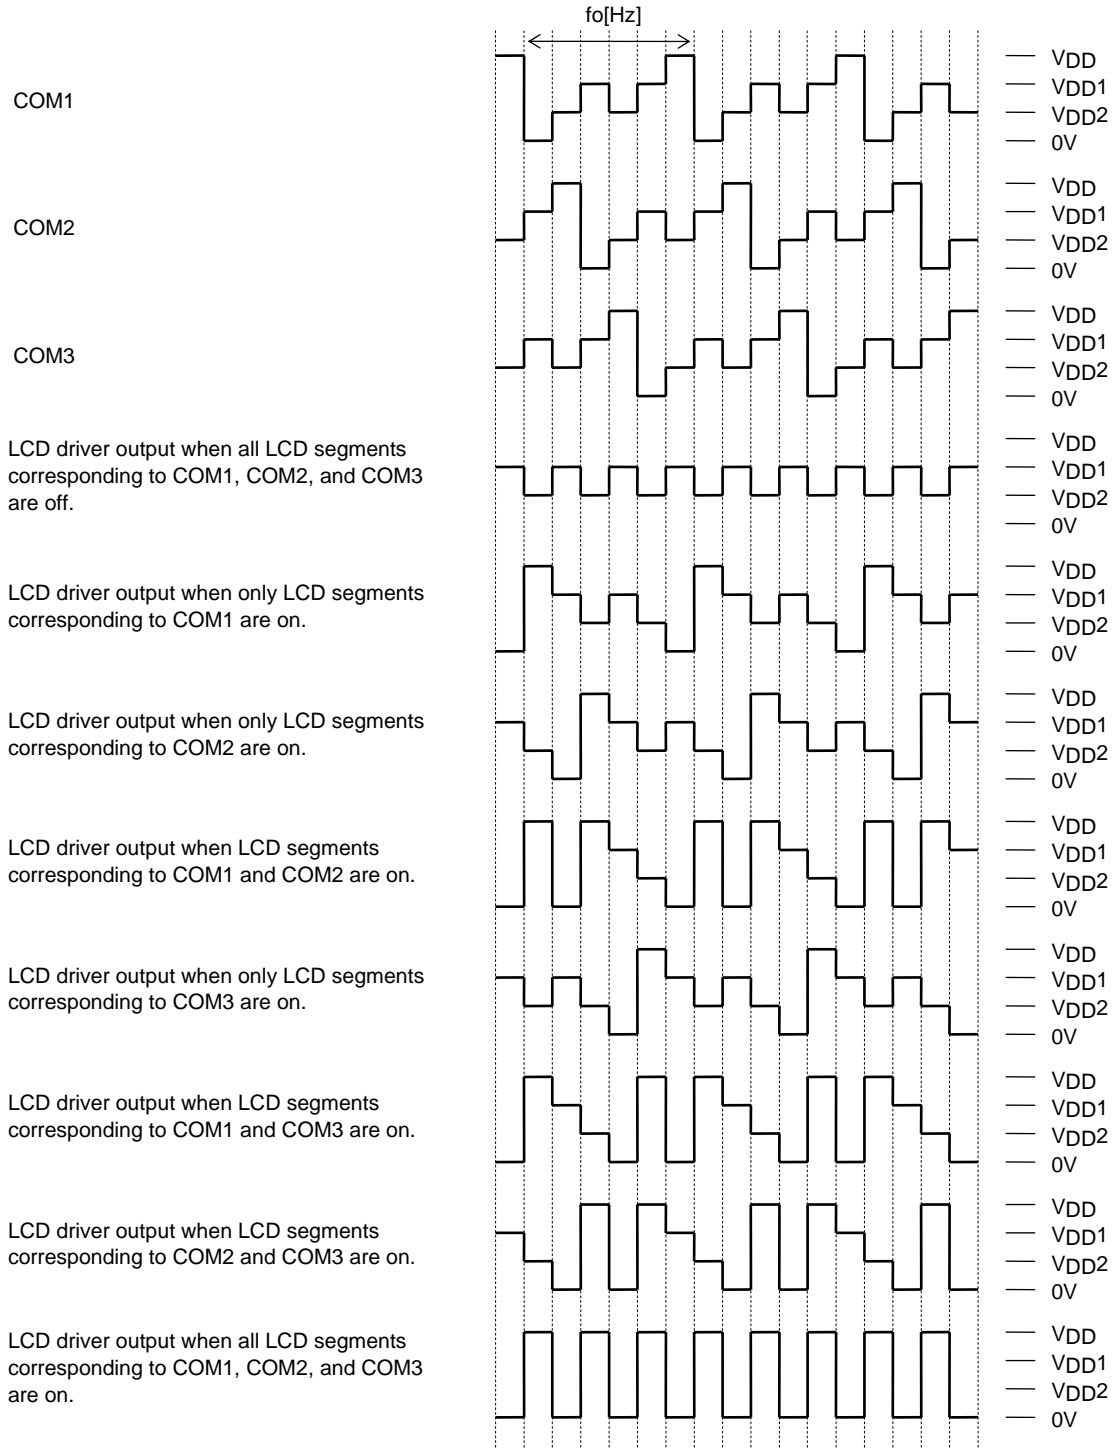 fo[Hz]
COM1
VDD
VDD1
VDD2
0V
COM2
VDD
VDD1
VDD2
0V
COM3
VDD
VDD1
VDD2
0V
LCD driver output when all LCD segments
corresponding to COM1, COM2, and COM3
are off.
VDD
VDD1
VDD2
0V
LCD driver output when only LCD segments
corresponding to COM1 are on.
VDD
VDD1
VDD2
0V
LCD driver output when only LCD segments
corresponding to COM2 are on.
VDD
VDD1
VDD2
0V
LCD driver output when LCD segments
corresponding to COM1 and COM2 are on.
VDD
VDD1
VDD2
0V
LCD driver output when only LCD segments
corresponding to COM3 are on.
VDD
VDD1
VDD2
0V
LCD driver output when LCD segments
corresponding to COM1 and COM3 are on.
VDD
VDD1
VDD2
0V
LCD driver output when LCD segments
corresponding to COM2 and COM3 are on.
VDD
VDD1
VDD2
0V
LCD driver output when all LCD segments
corresponding to COM1, COM2, and COM3
are on.
VDD
VDD1
VDD2
0V